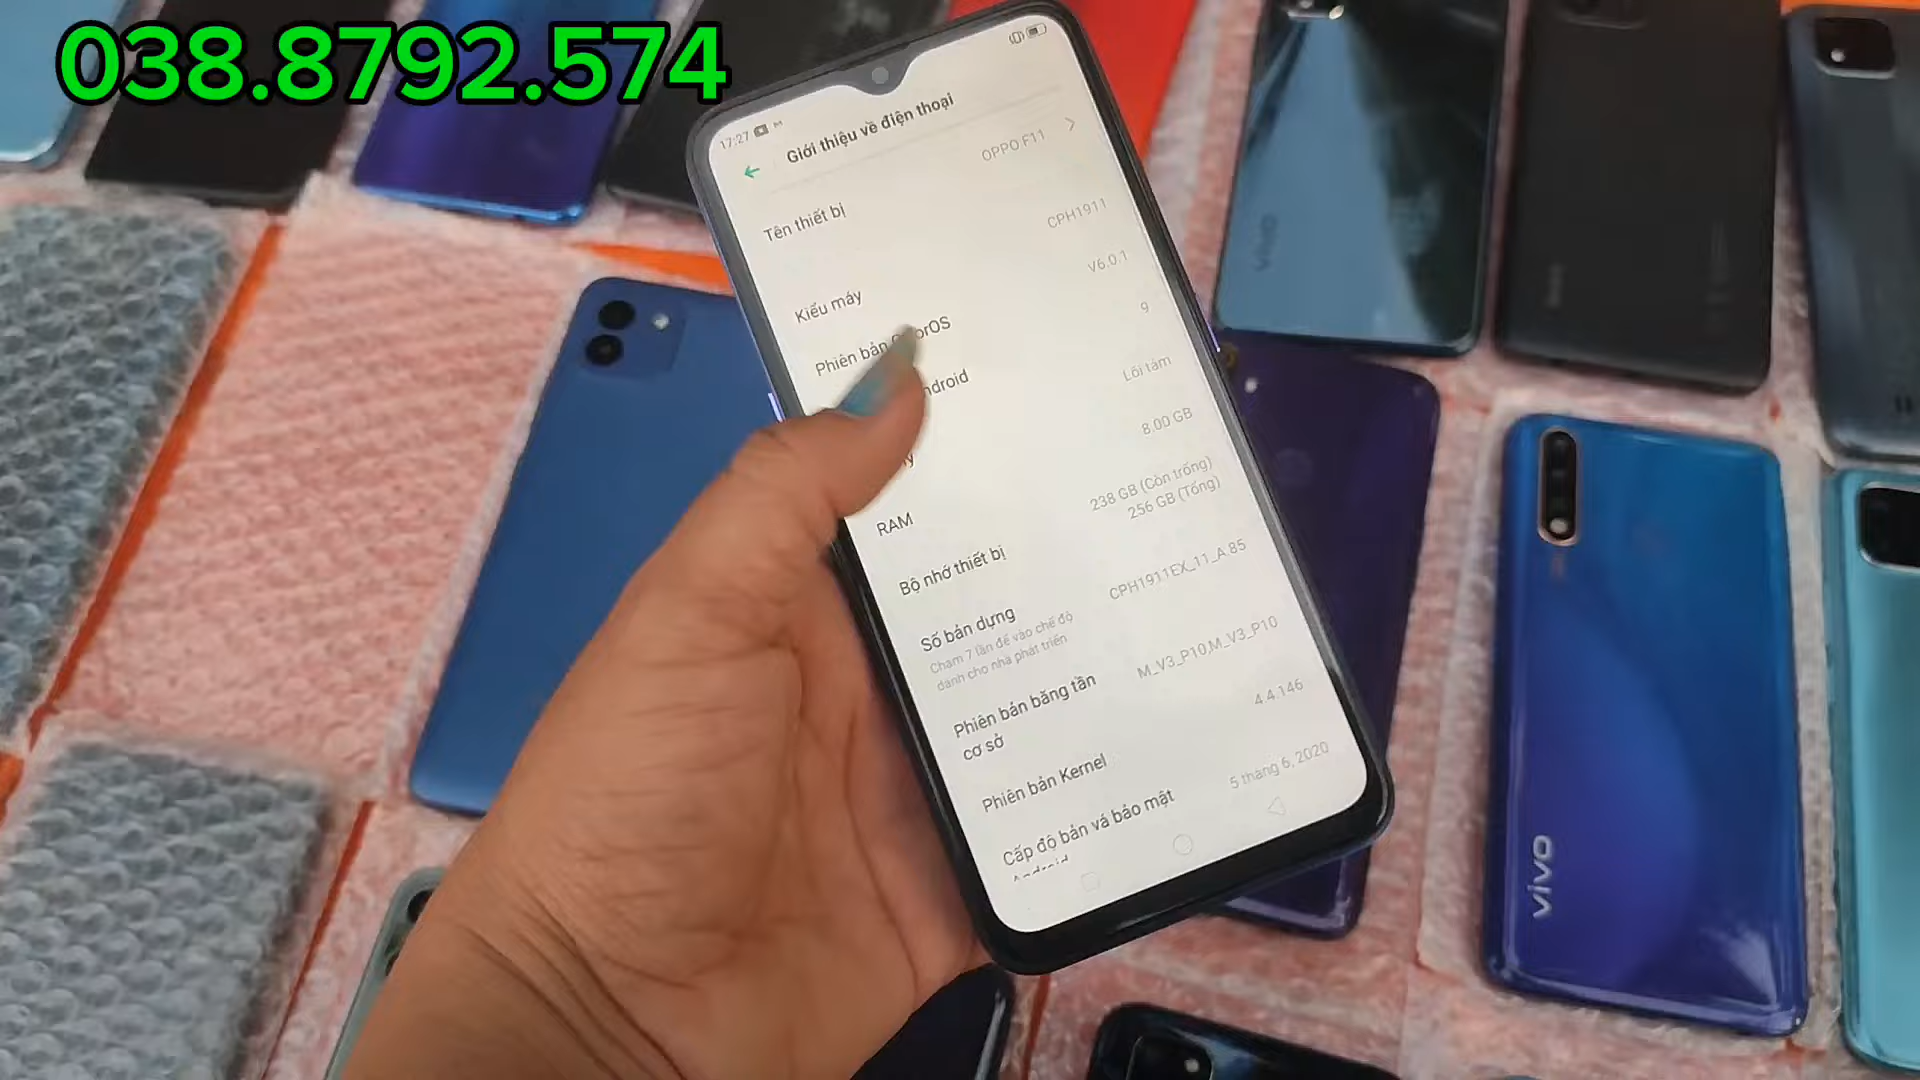 038.8792.574
17:27
Giới thiệu về điện thoại
Tên thiết bị
OPPO F11
Kiểu máy
CPH1911
Phiên bản
V6.0.1
9
Lõi tám
RAM
8.00 GB
Bộ nhớ thiết bị
238 GB (Còn trống)
256 GB (Tổng)
Số bản dựng
CPH1911EX_11_A.85
Chạm 7 lần để vào chế độ
dành cho nhà phát triển
Phiên bản băng tần
cơ sở
M_V3_P10,M_V3_P10
Phiên bản Kernel
4.4.146
Cấp độ bản vá bảo mật
5 tháng 6, 2020
vivo
vivo